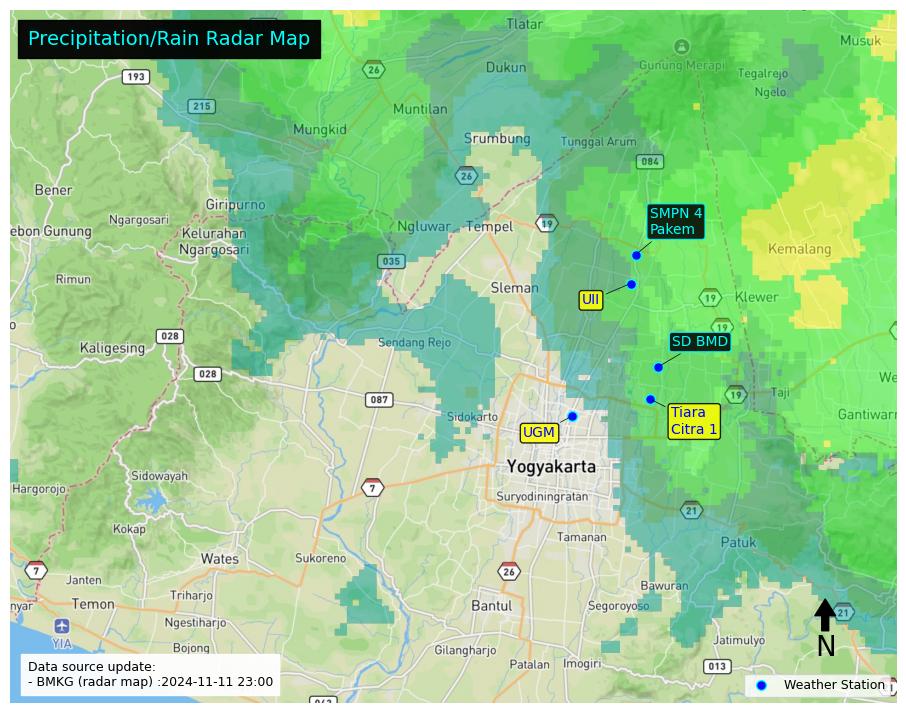 Precipitation/Rain Radar Map
Tlatar
Musuk
26
193
Dukun
Gunung Merapi
Tegalrejo
Ngelo
215
Muntilan
Mungkid
Srumbung
Tunggal Arum
084
26
Bener
Giripurno
Ngargosari
Kelurahan
Ngargosari
Ngluwar
Tempel
19
SMPN 4
Pakem
ebon Gunung
Kemalang
035
Rimun
Sleman
UII
19
Klewer
19
028
Kaligesing
Sendang Rejo
SD BMD
028
087
19
Taji
We
Sidokarto
UGM
Tiara
Citra 1
Gantiwar
Yogyakarta
Sidowayah
Hargorojo
7
Suryodiningratan
21
Kokap
Tamanan
Patuk
Wates
Sukoreno
7
26
Janten
Triharjo
Bawuran
nyar
Temon
Bantul
Segoroyoso
21
Ngestiharjo
YIA
Bojong
Gilangharjo
Jatimulyo
N
Patalan
Imogiri
013
Data source update:
- BMKG (radar map) :2024-11-11 23:00
Weather Station